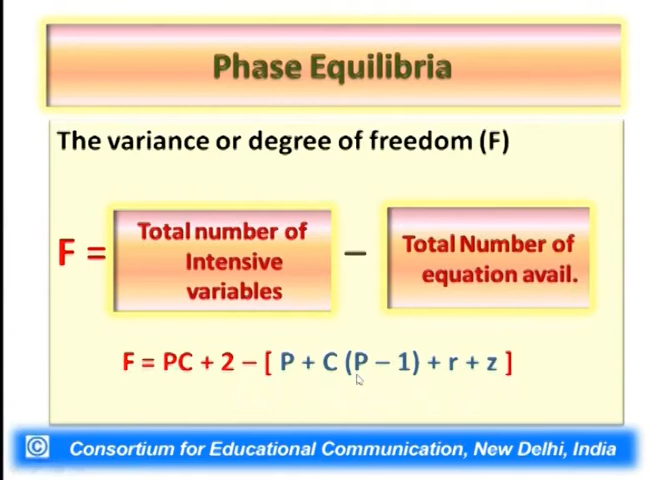 Phase Equilibria
The variance or degree of freedom (F)
F =
Total number of
Intensive
variables
–
Total Number of
equation avail.
F = PC + 2 – [ P + C (P – 1) + r + z ]
© Consortium for Educational Communication, New Delhi, India